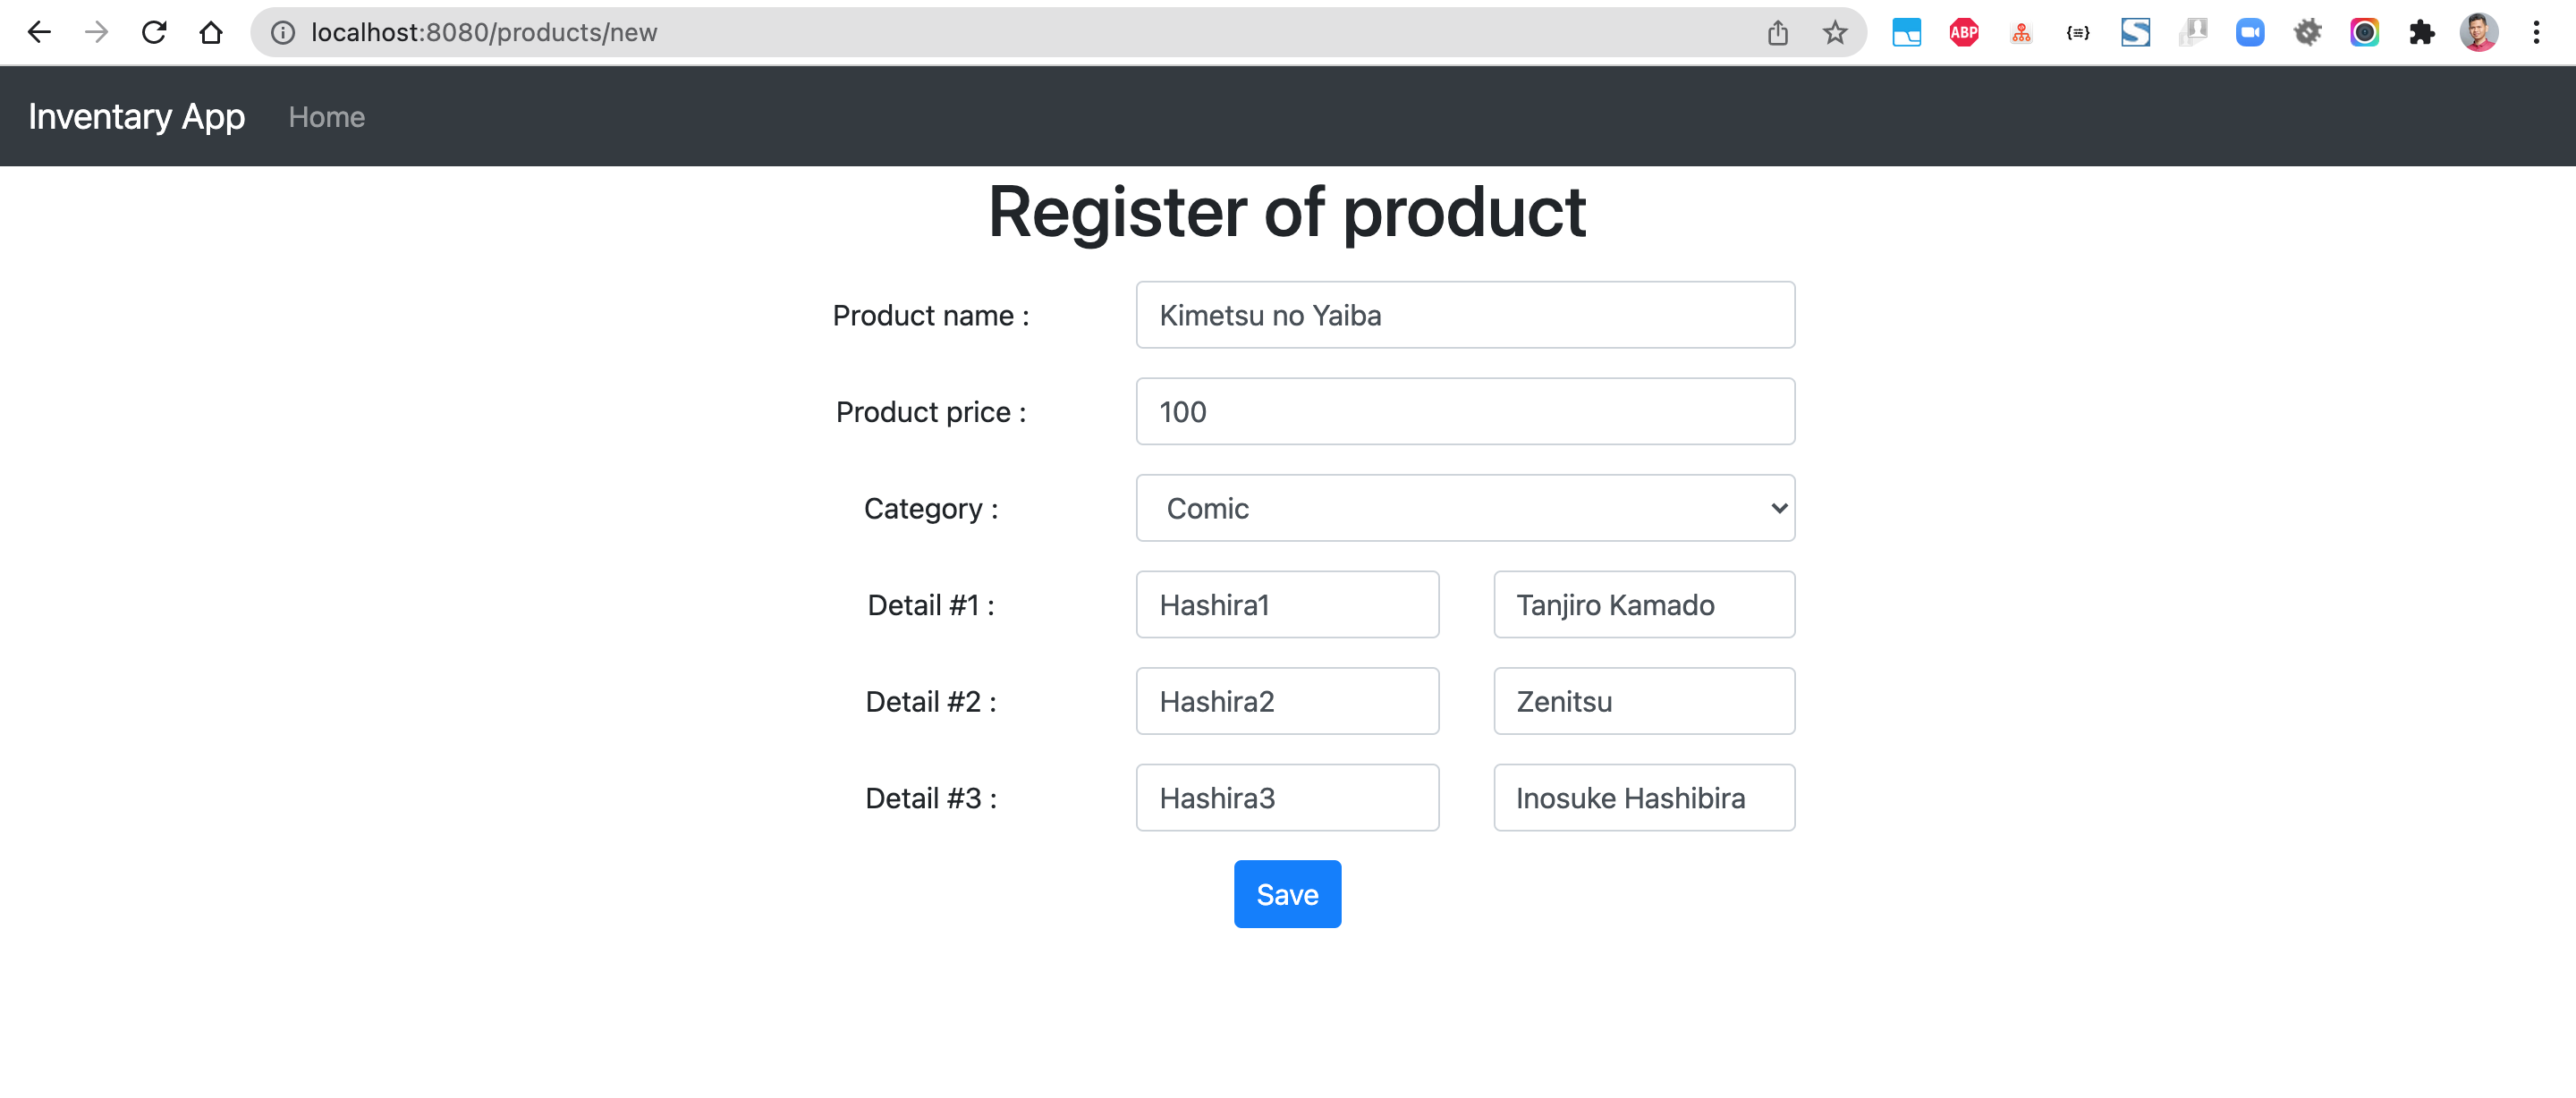 localhost:8080/products/new
ABP
Inventary App Home
Register of product
Product name : Kimetsu no Yaiba
Product price : 100
Category : Comic
Detail #1 : Hashira1 Tanjiro Kamado
Detail #2 : Hashira2 Zenitsu
Detail #3 : Hashira3 Inosuke Hashibira
Save